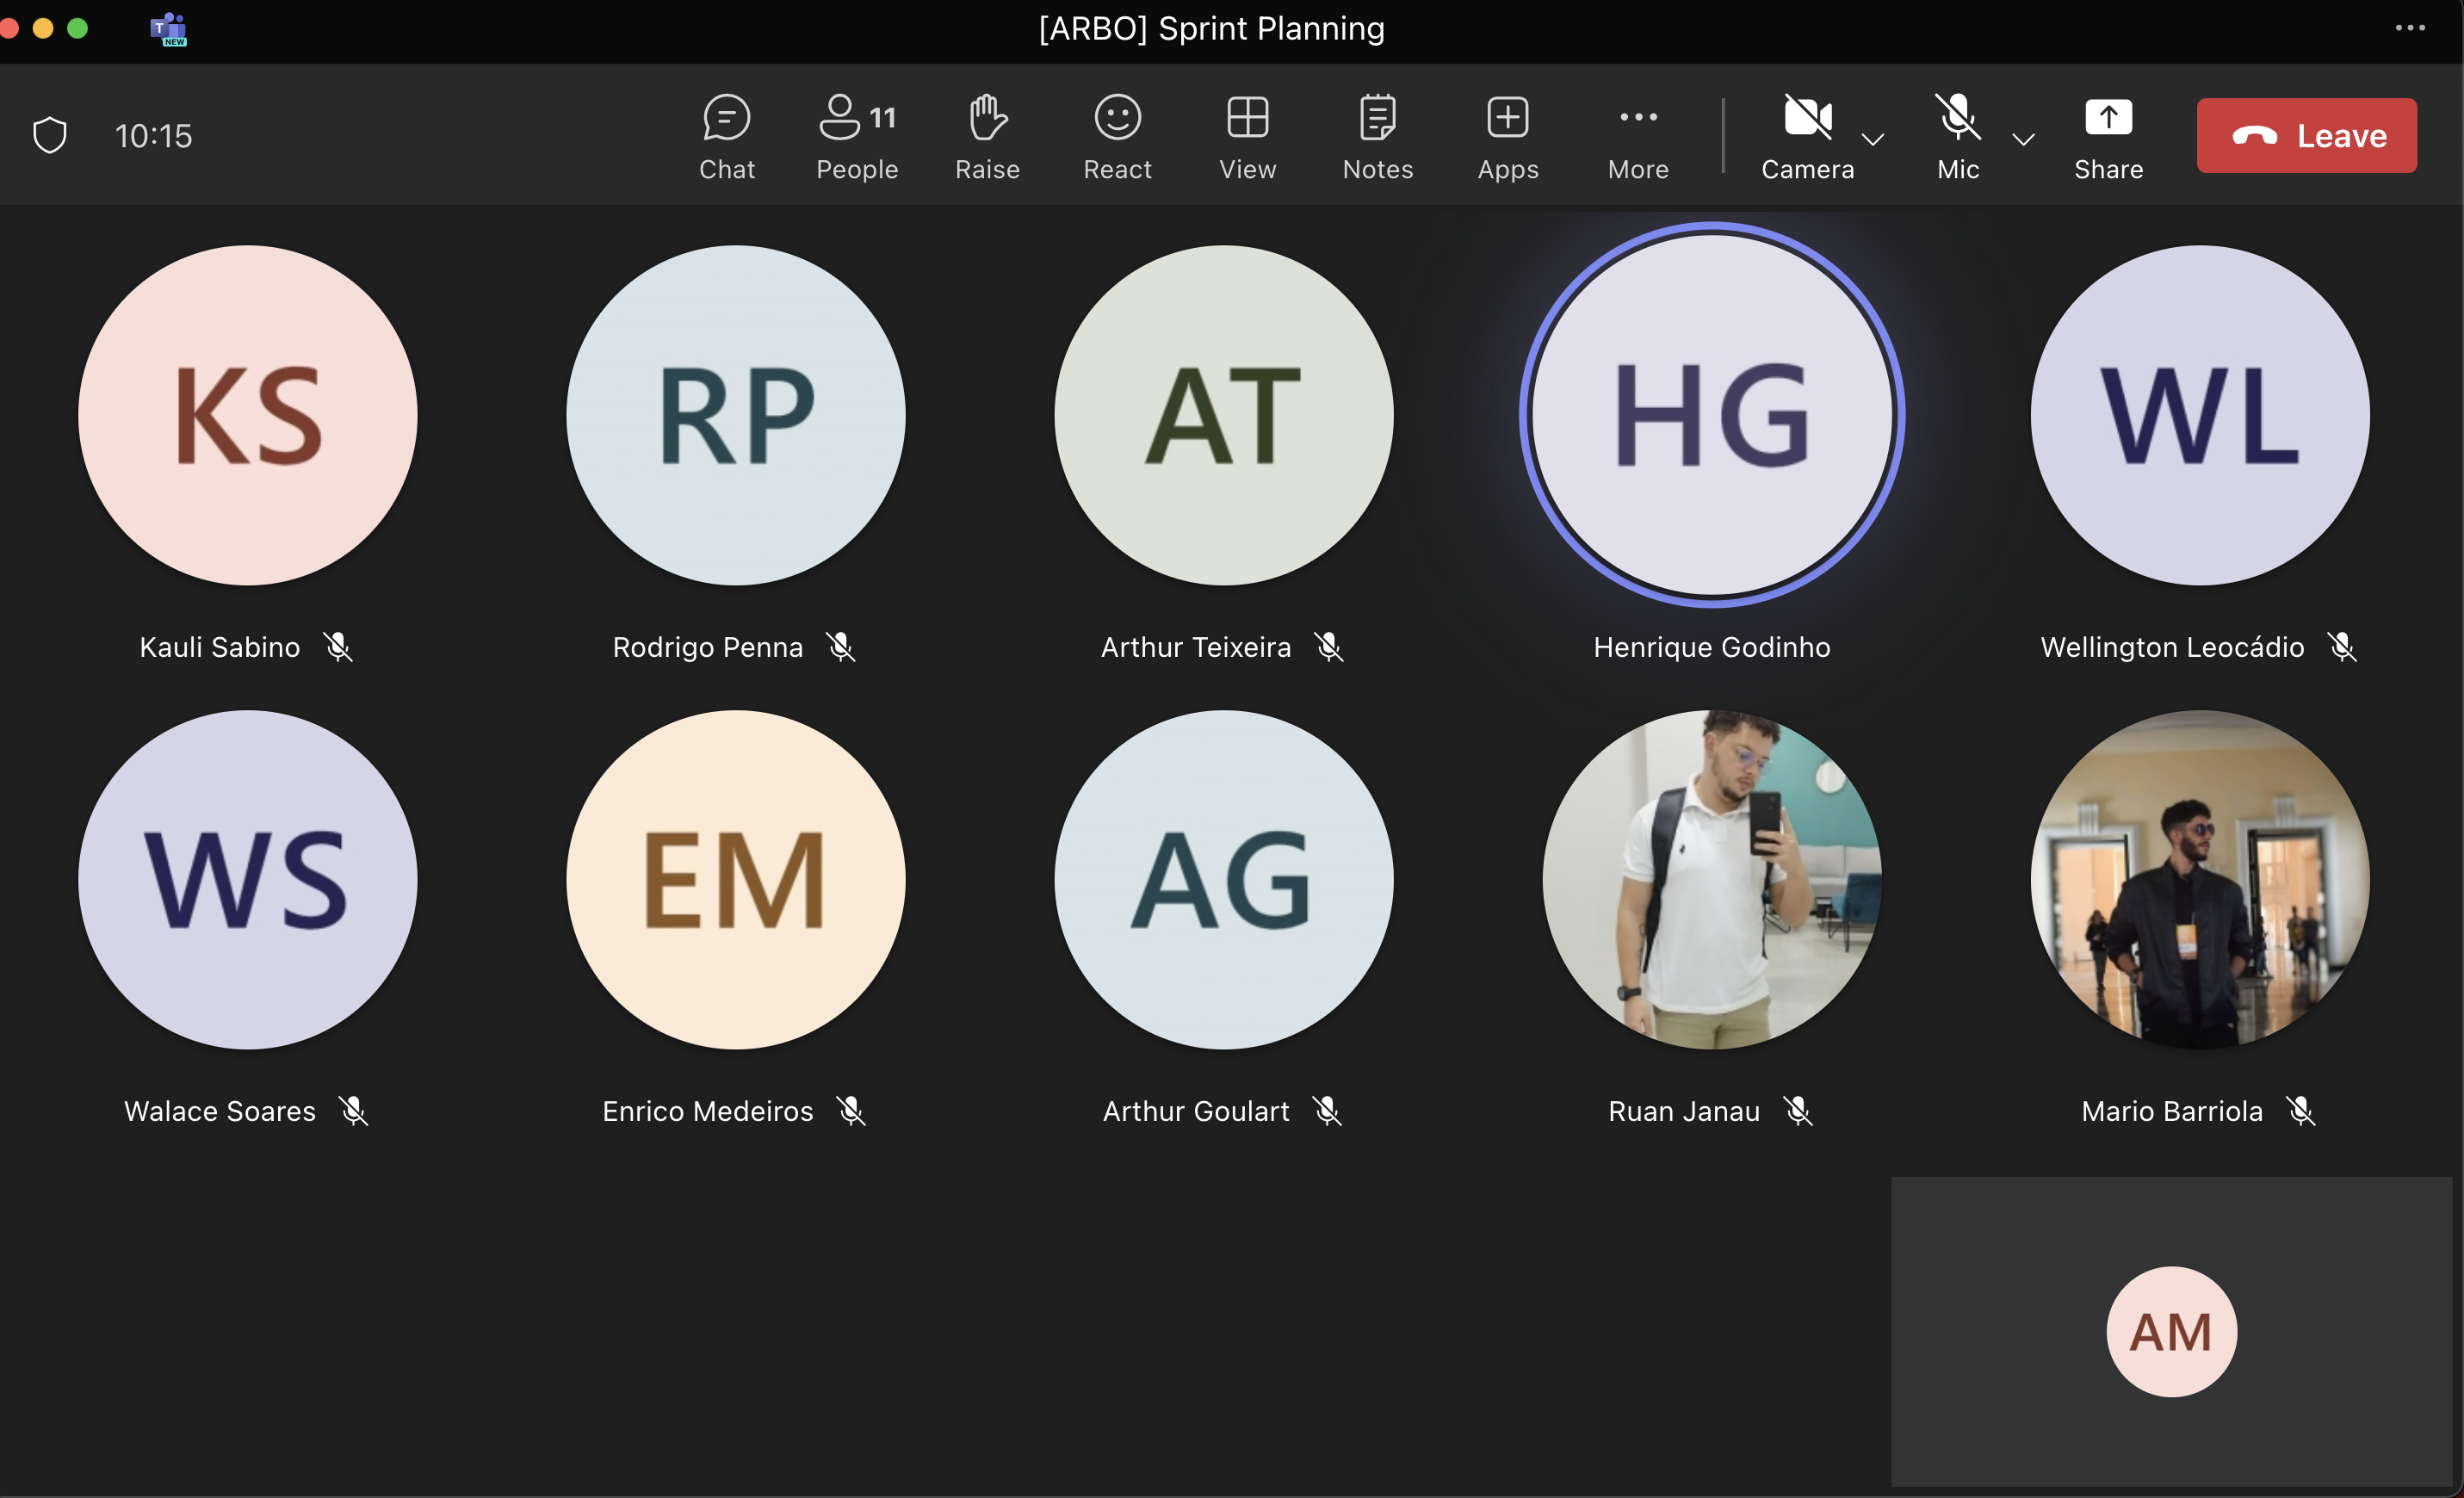 [ARBO] Sprint Planning
T NEW
10:15
11
Chat People Raise React View Notes Apps More Camera Mic Share Leave
KS RP AT HG WL
Kauli Sabino Rodrigo Penna Arthur Teixeira Henrique Godinho Wellington Leocádio
WS EM AG
Walace Soares Enrico Medeiros Arthur Goulart Ruan Janau Mario Barriola
AM